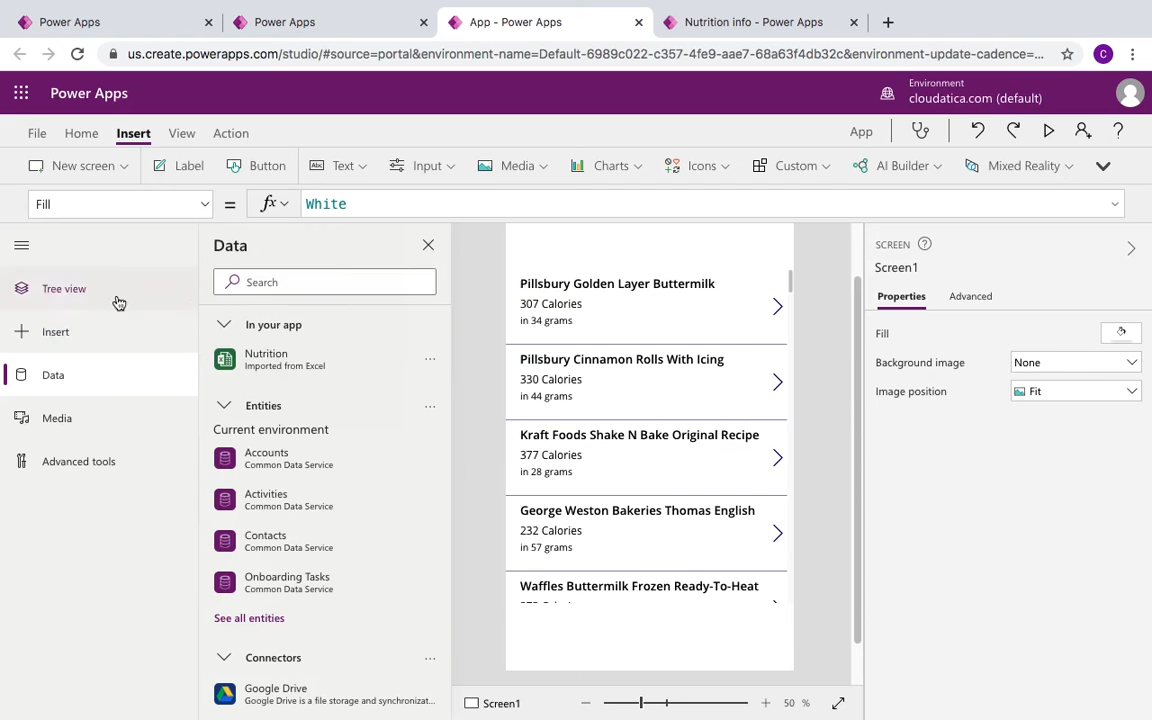 Power Apps
Power Apps
App - Power Apps
Nutrition info - Power Apps
us.create.powerapps.com/studio/#source=portal&environment-name=Default-6989c022-c357-4fe9-aae7-68a63f4db32c&environment-update-cadence=...
C
Power Apps
Environment
cloudatica.com (default)
File Home Insert View Action
App
New screen Label Button Text Input Media Charts Icons Custom AI Builder Mixed Reality
Fill = fx White
Tree view
Insert
Data
Media
Advanced tools
Data
Search
In your app
Nutrition
Imported from Excel
Entities
Current environment
Accounts
Common Data Service
Activities
Common Data Service
Contacts
Common Data Service
Onboarding Tasks
Common Data Service
See all entities
Connectors
Google Drive
Google Drive is a file storage and synchronizat...
Pillsbury Golden Layer Buttermilk
307 Calories
in 34 grams
Pillsbury Cinnamon Rolls With Icing
330 Calories
in 44 grams
Kraft Foods Shake N Bake Original Recipe
377 Calories
in 28 grams
George Weston Bakeries Thomas English
232 Calories
in 57 grams
Waffles Buttermilk Frozen Ready-To-Heat
Screen1
50 %
SCREEN
Screen1
Properties Advanced
Fill
Background image None
Image position Fit